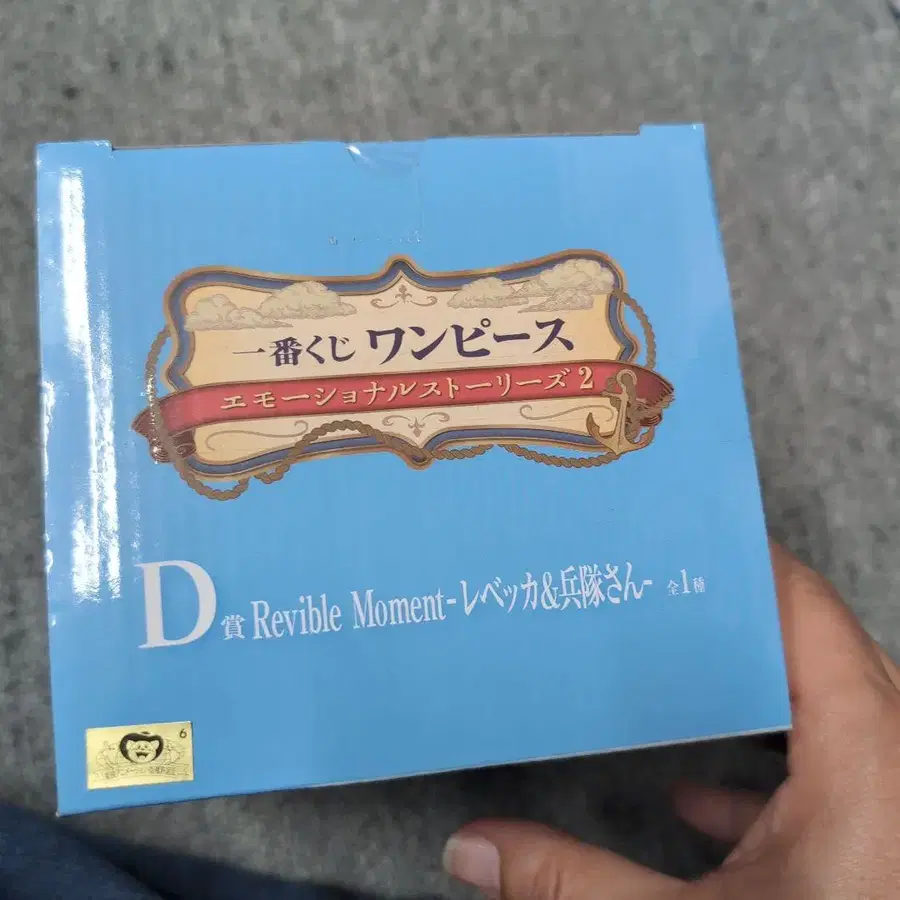 一番くじ ワンピース
エモーショナルストーリーズ2
D賞 Revible Moment-レベッカ&兵隊さん- 全1種
6